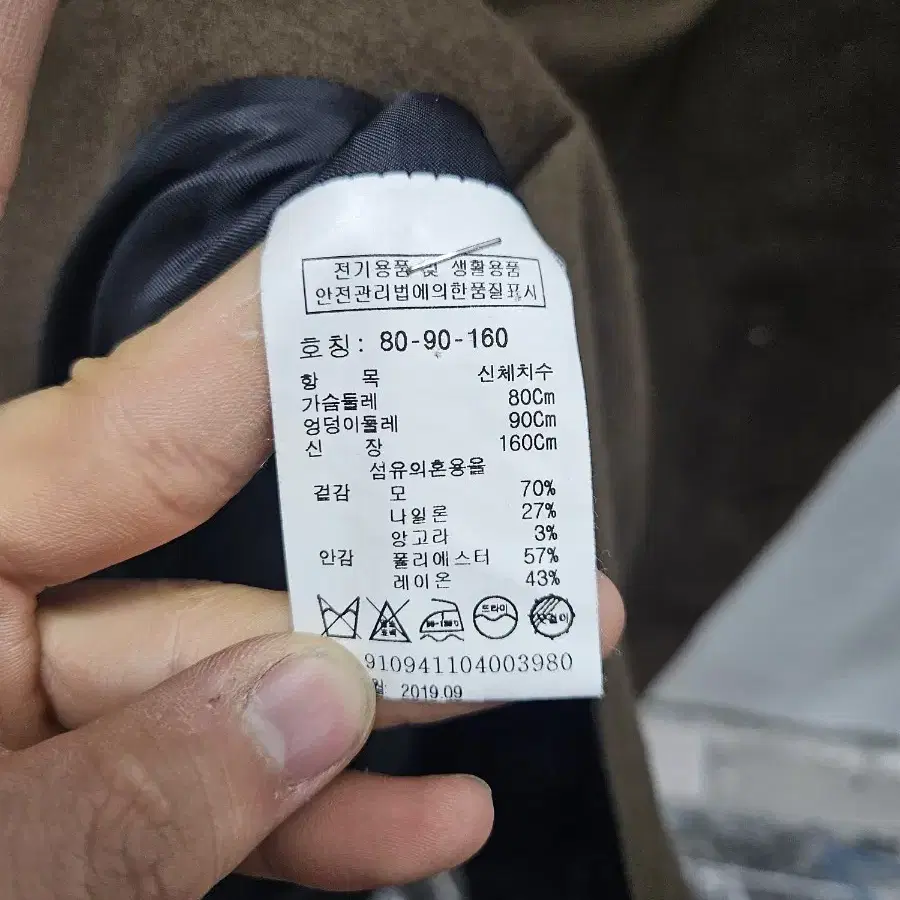 전기용품 및 생활용품
안전관리법에의한품질표시
호칭: 80-90-160
항 목 신체치수
가슴둘레 80Cm
엉덩이둘레 90Cm
신 장 160Cm
섬유의혼용율
겉감 모 70%
나일론 27%
앙고라 3%
안감 폴리에스터 57%
레이온 43%
드라이
910941104003980
2019.09